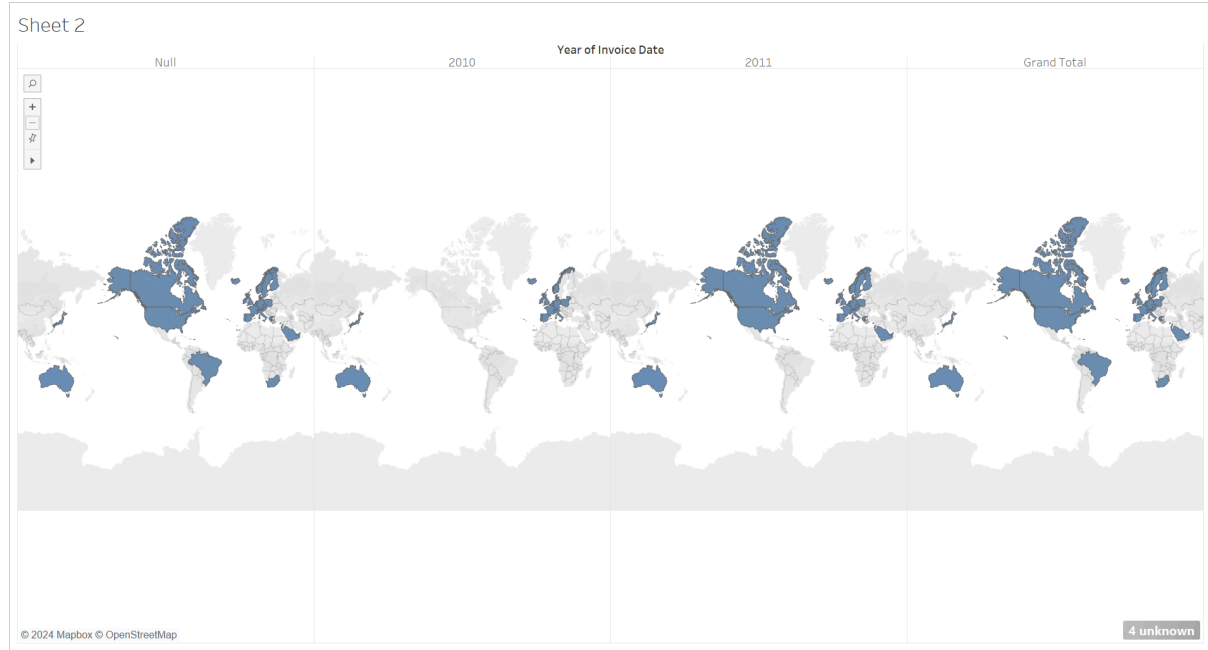 Sheet 2
Year of Invoice Date
Null 2010 2011 Grand Total
© 2024 Mapbox © OpenStreetMap
4 unknown